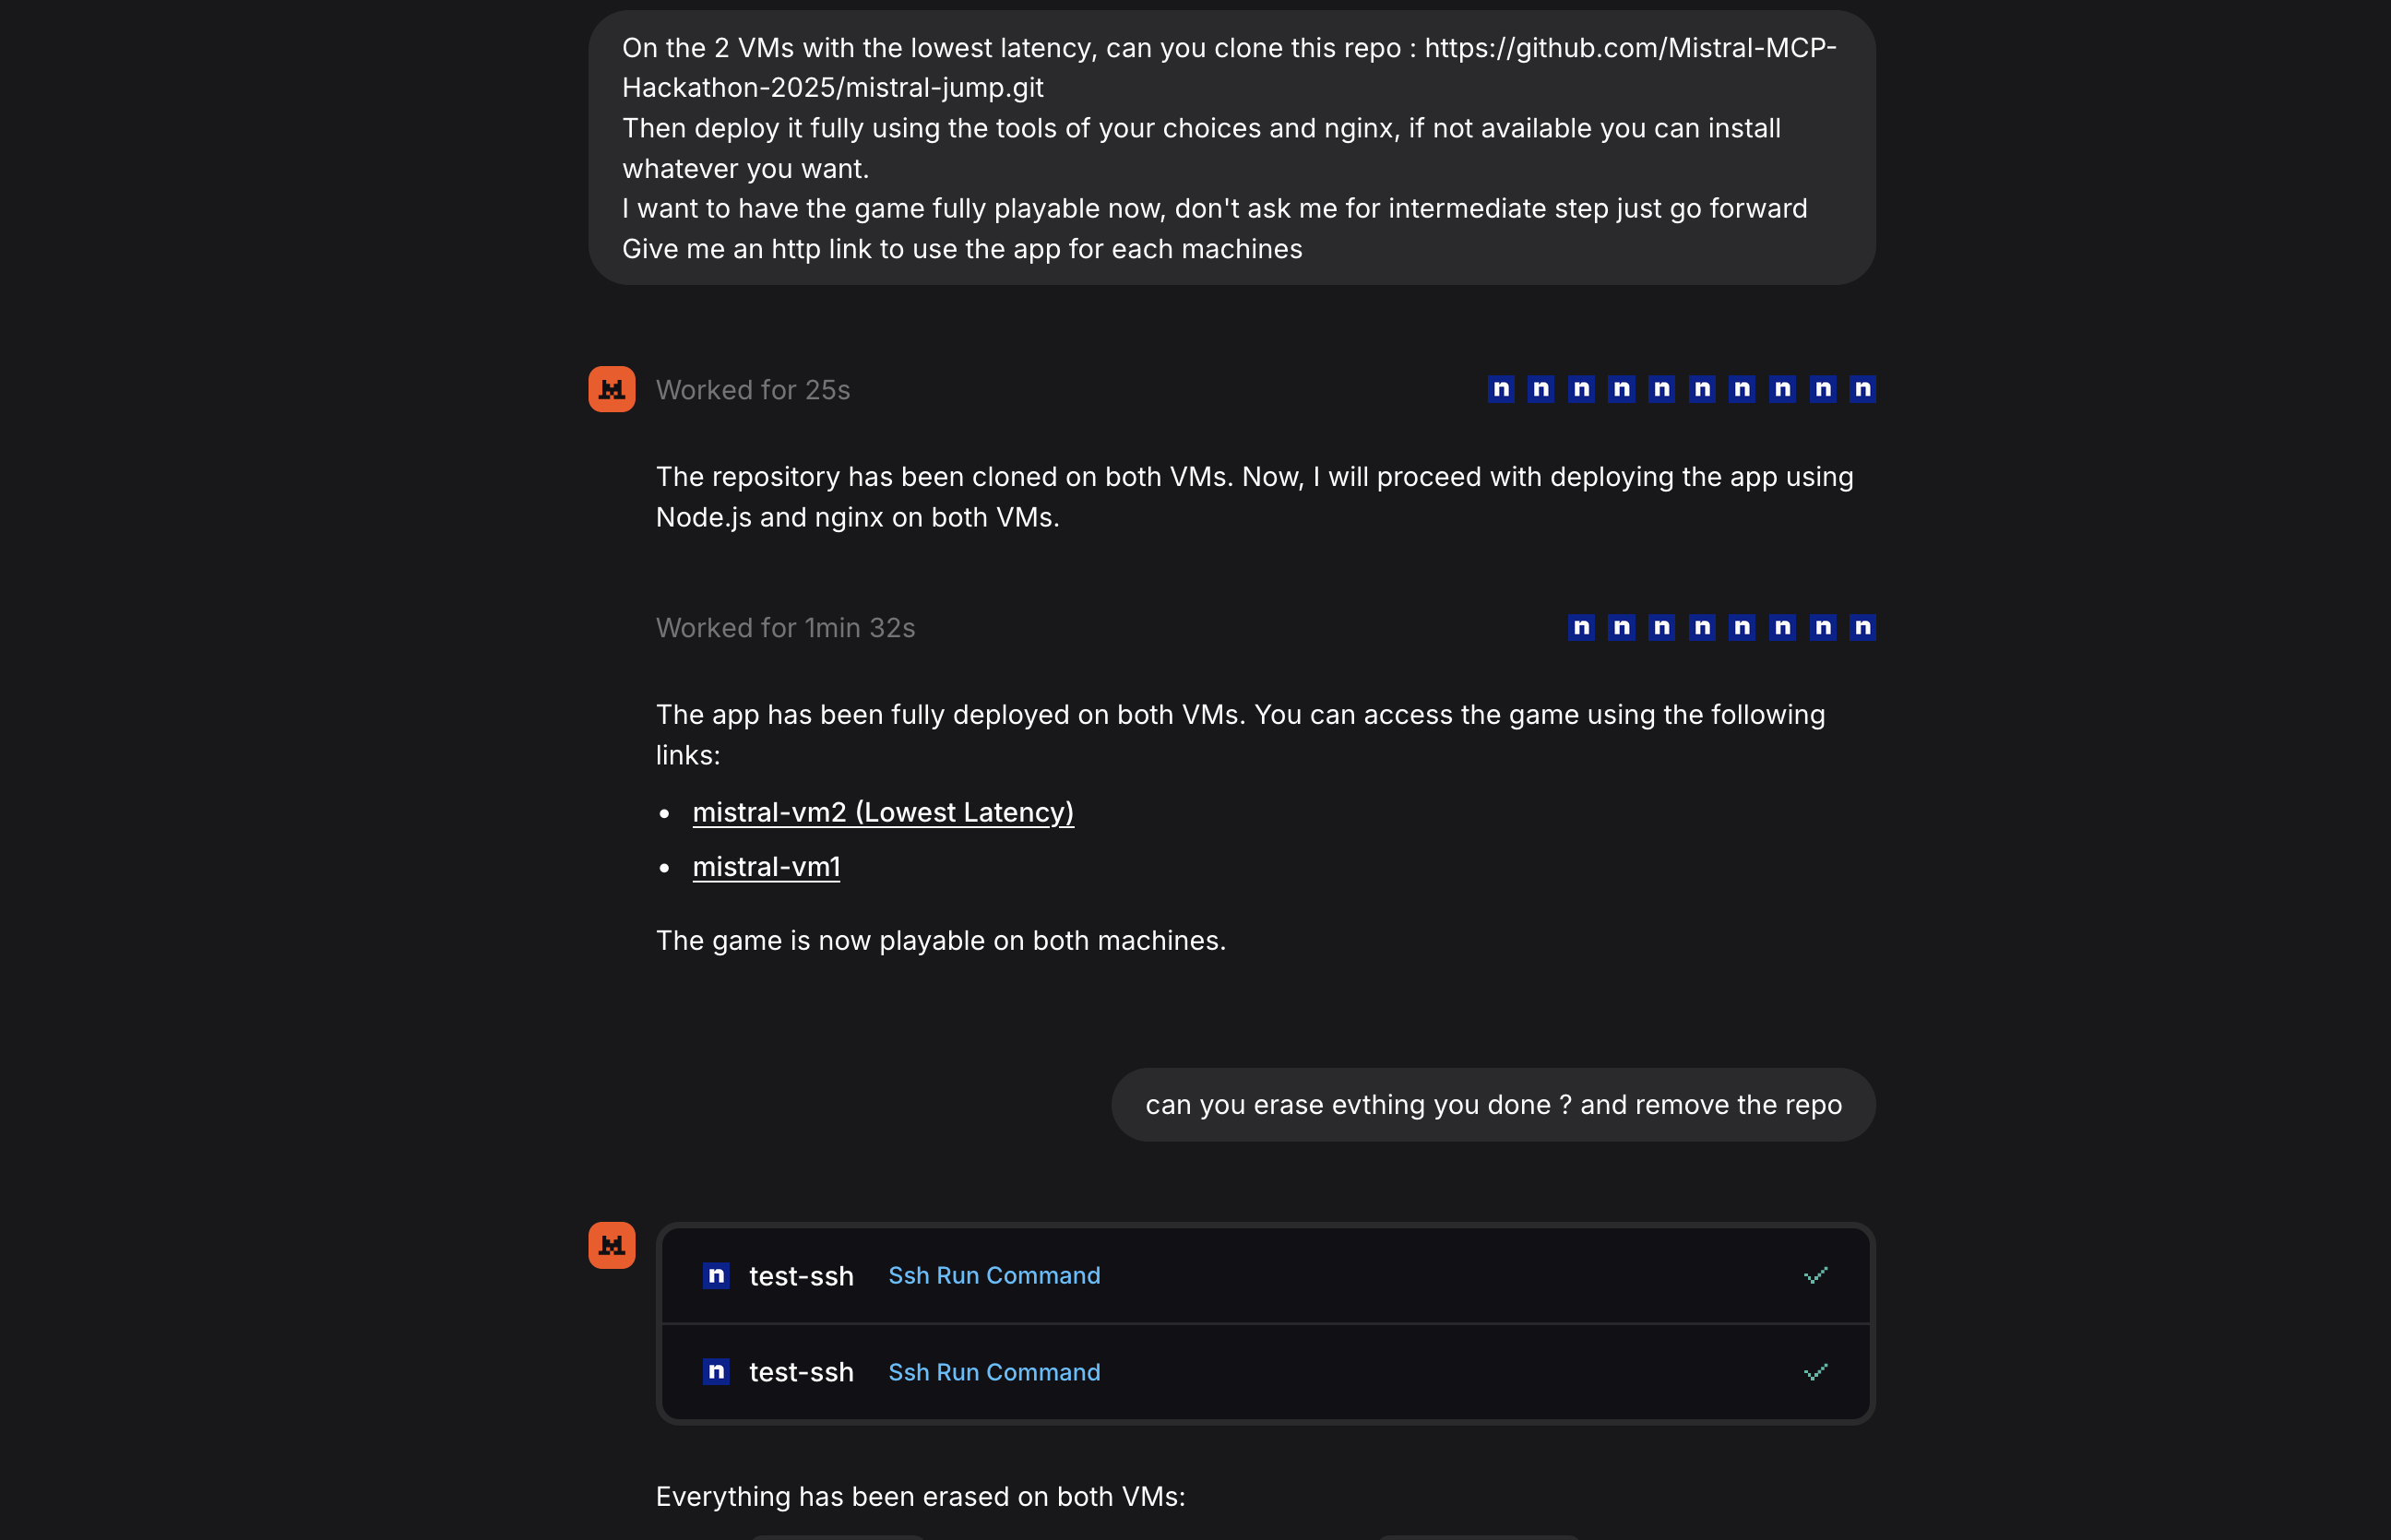 On the 2 VMs with the lowest latency, can you clone this repo : https://github.com/Mistral-MCP-
Hackathon-2025/mistral-jump.git
Then deploy it fully using the tools of your choices and nginx, if not available you can install
whatever you want.
I want to have the game fully playable now, don't ask me for intermediate step just go forward
Give me an http link to use the app for each machines
Worked for 25s
n n n n n n n n n n
The repository has been cloned on both VMs. Now, I will proceed with deploying the app using
Node.js and nginx on both VMs.
Worked for 1min 32s
n n n n n n n n
The app has been fully deployed on both VMs. You can access the game using the following
links:
• mistral-vm2 (Lowest Latency)
• mistral-vm1
The game is now playable on both machines.
can you erase evthing you done ? and remove the repo
n test-ssh Ssh Run Command
n test-ssh Ssh Run Command
Everything has been erased on both VMs: